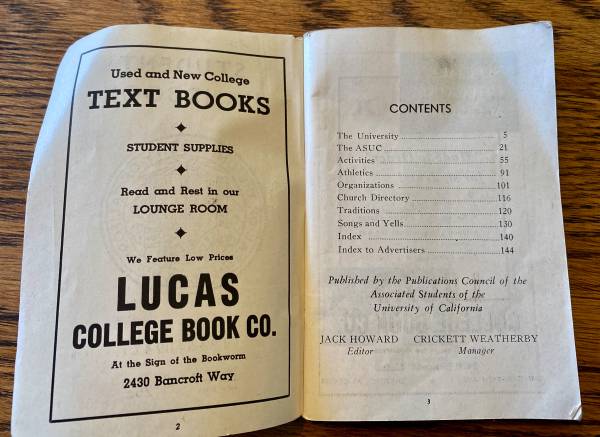 Used and New College
TEXT BOOKS
STUDENT SUPPLIES
Read and Rest in our
LOUNGE ROOM
We Feature Low Prices
LUCAS
COLLEGE BOOK CO.
At the Sign of the Bookworm
2430 Bancroft Way
2
CONTENTS
The University 5
The ASUC 21
Activities 55
Athletics 91
Organizations 101
Church Directory 116
Traditions 120
Songs and Yells 130
Index 140
Index to Advertisers 144
Published by the Publications Council of the
Associated Students of the
University of California
JACK HOWARD CRICKETT WEATHERBY
Editor Manager
3